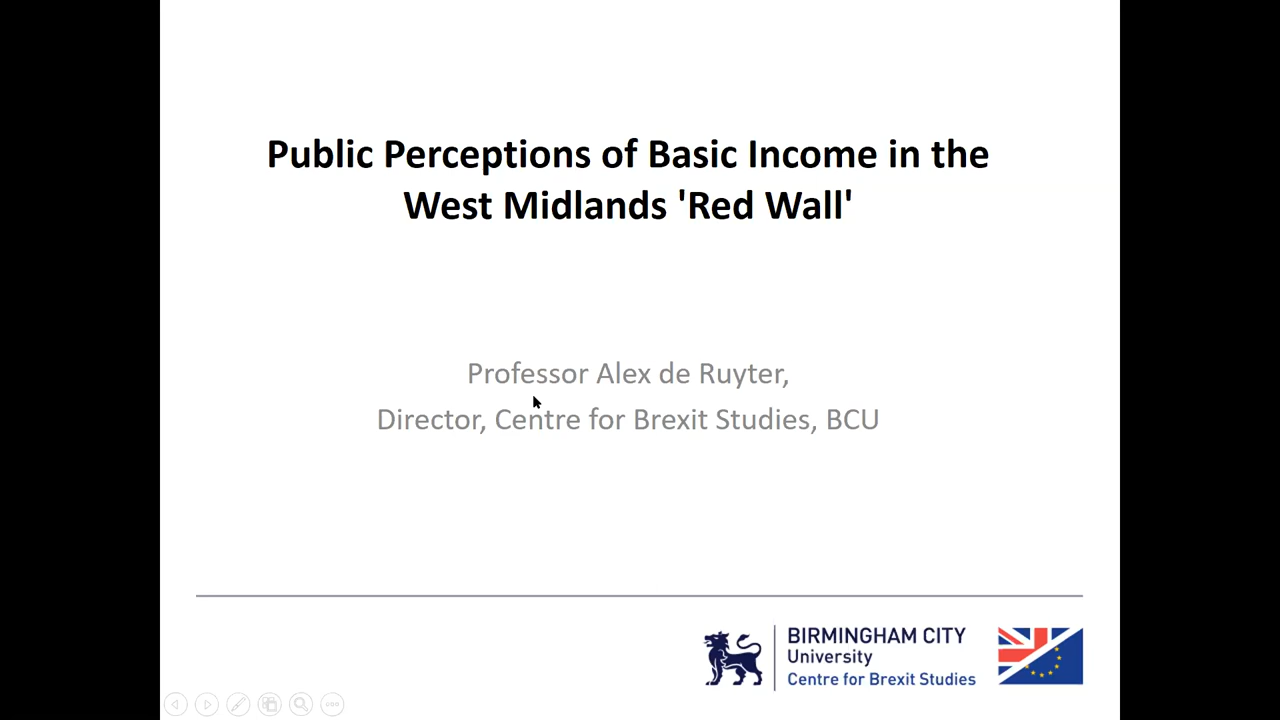 Public Perceptions of Basic Income in the
West Midlands 'Red Wall'
Professor Alex de Ruyter,
Director, Centre for Brexit Studies, BCU
BIRMINGHAM CITY
University
Centre for Brexit Studies